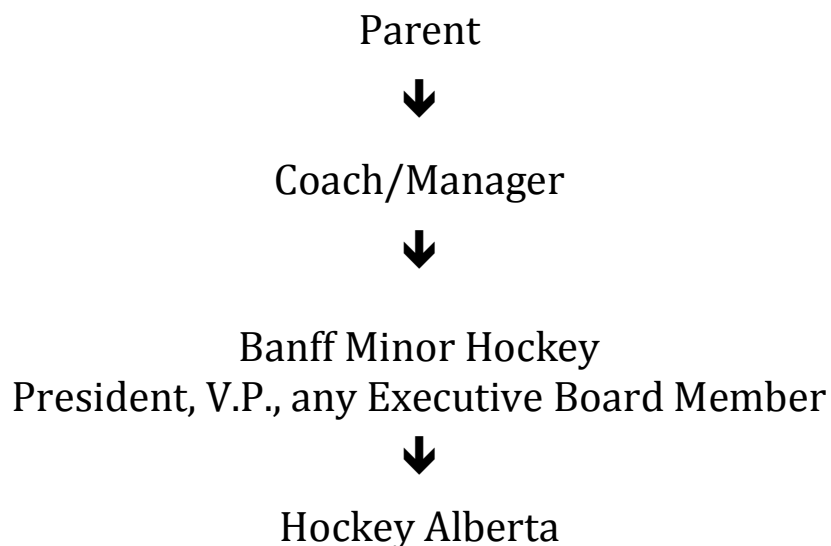 Parent
Coach/Manager
Banff Minor Hockey
President, V.P., any Executive Board Member
Hockey Alberta